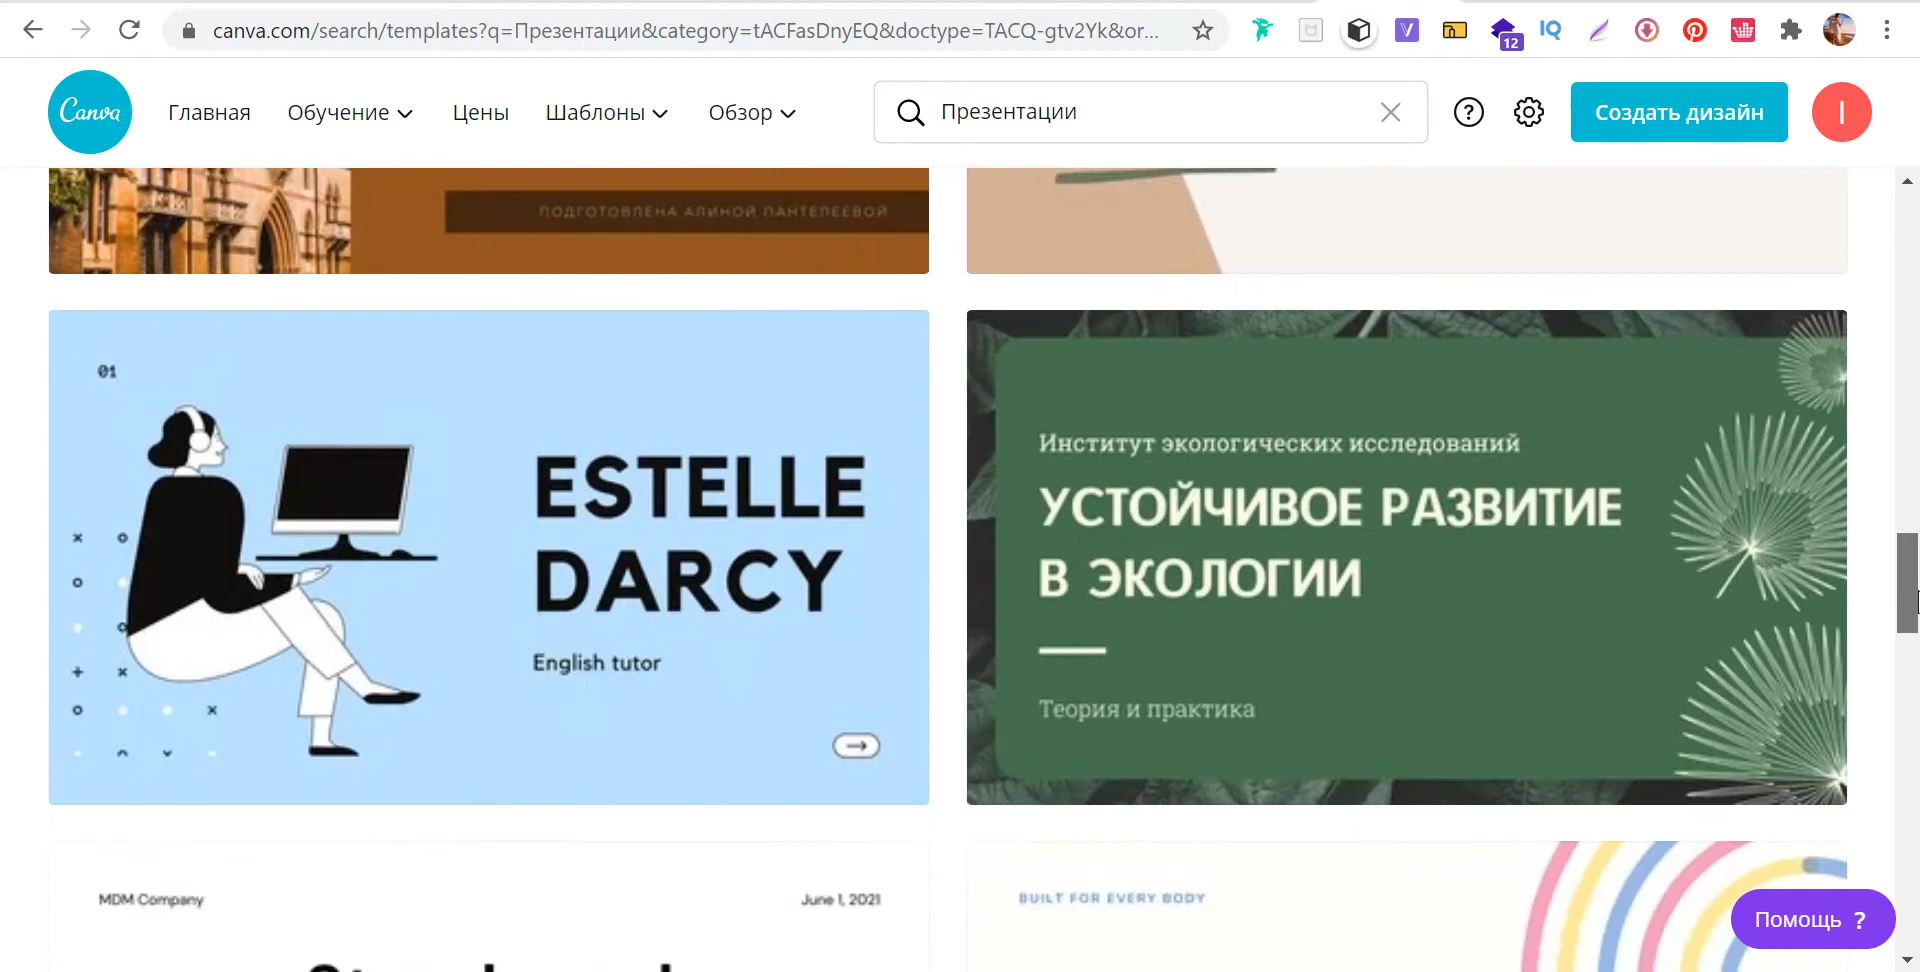 canva.com/search/templates?q=Презентации&category=tACFasDnyEQ&doctype=TACQ-gtv2Yk&or...
12
IQ
Canva
Главная
Обучение
Цены
Шаблоны
Обзор
Презентации
Создать дизайн
I
ПОДГОТОВЛЕНА АЛИНОЙ ПАНТЕЛЕЕВОЙ
01
ESTELLE
DARCY
English tutor
Институт экологических исследований
УСТОЙЧИВОЕ РАЗВИТИЕ
В ЭКОЛОГИИ
Теория и практика
MDM Company
June 1, 2021
BUILT FOR EVERY BODY
Помощь ?